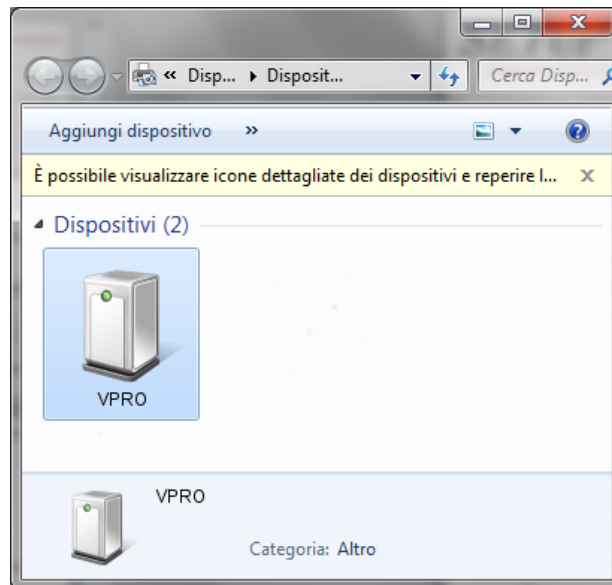 « Disp... ▸ Disposit... Cerca Disp...
Aggiungi dispositivo »
È possibile visualizzare icone dettagliate dei dispositivi e reperire l... x
Dispositivi (2)
VPRO
VPRO
Categoria: Altro